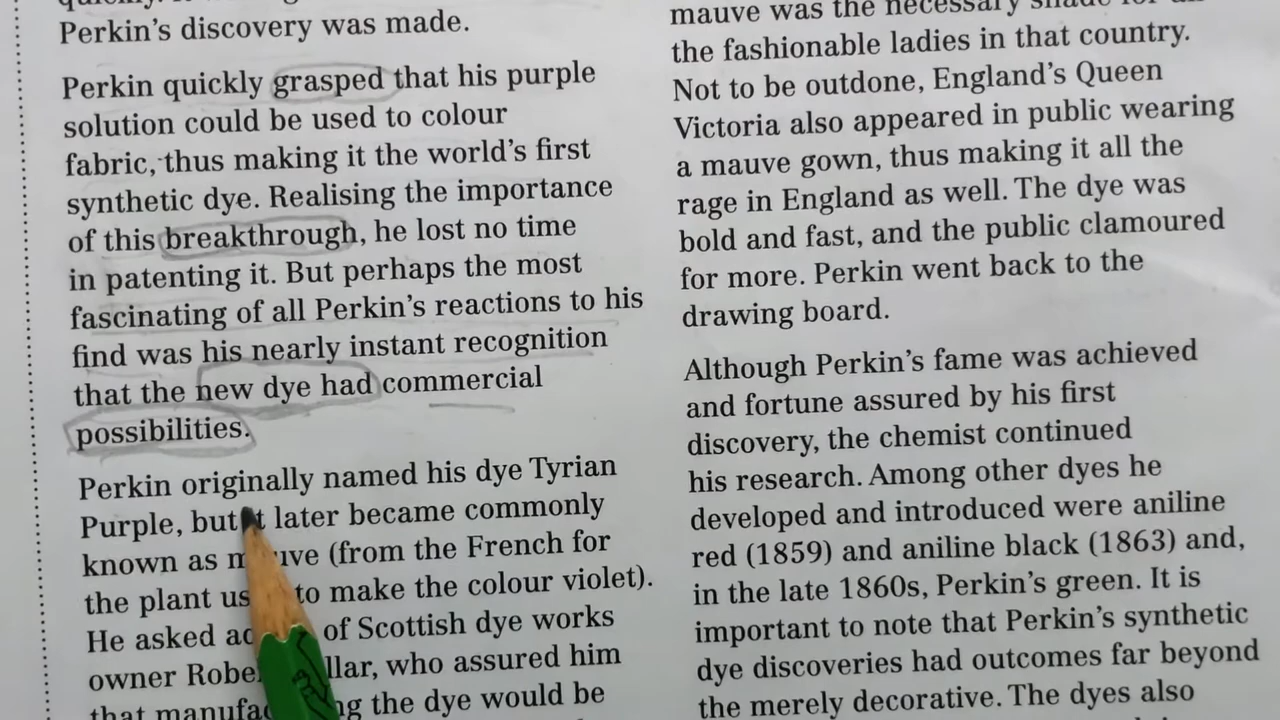 Perkin's discovery was made.
Perkin quickly grasped that his purple
solution could be used to colour
fabric, thus making it the world's first
synthetic dye. Realising the importance
of this breakthrough, he lost no time
in patenting it. But perhaps the most
fascinating of all Perkin's reactions to his
find was his nearly instant recognition
that the new dye had commercial
possibilities.
Perkin originally named his dye Tyrian
Purple, but later became commonly
known as (from the French for
the plant to make the colour violet).
He asked of Scottish dye works
owner who assured him
the dye would be
mauve was the necessary
the fashionable ladies in that country.
Not to be outdone, England's Queen
Victoria also appeared in public wearing
a mauve gown, thus making it all the
rage in England as well. The dye was
bold and fast, and the public clamoured
for more. Perkin went back to the
drawing board.
Although Perkin's fame was achieved
and fortune assured by his first
discovery, the chemist continued
his research. Among other dyes he
developed and introduced were aniline
red (1859) and aniline black (1863) and,
in the late 1860s, Perkin's green. It is
important to note that Perkin's synthetic
dye discoveries had outcomes far beyond
the merely decorative. The dyes also